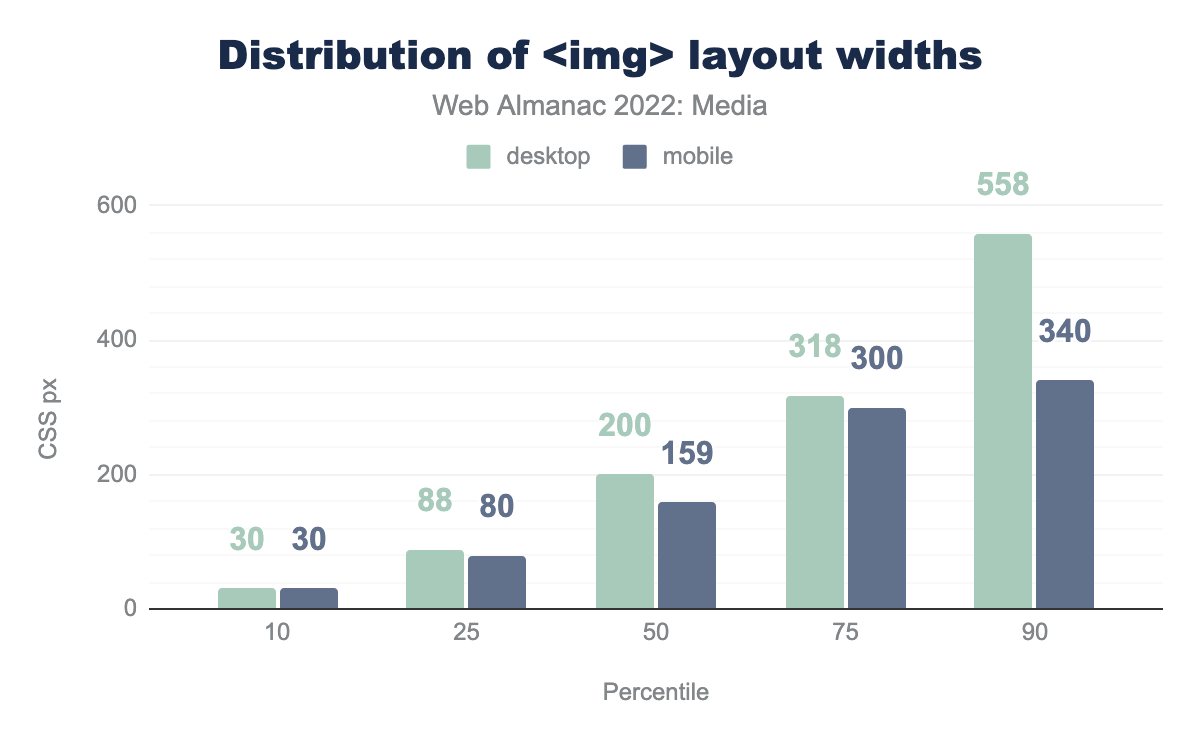 Distribution of <img> layout widths
Web Almanac 2022: Media
desktop mobile
600
400
200
0
CSS px
30 30
88 80
200 159
318 300
558 340
10 25 50 75 90
Percentile